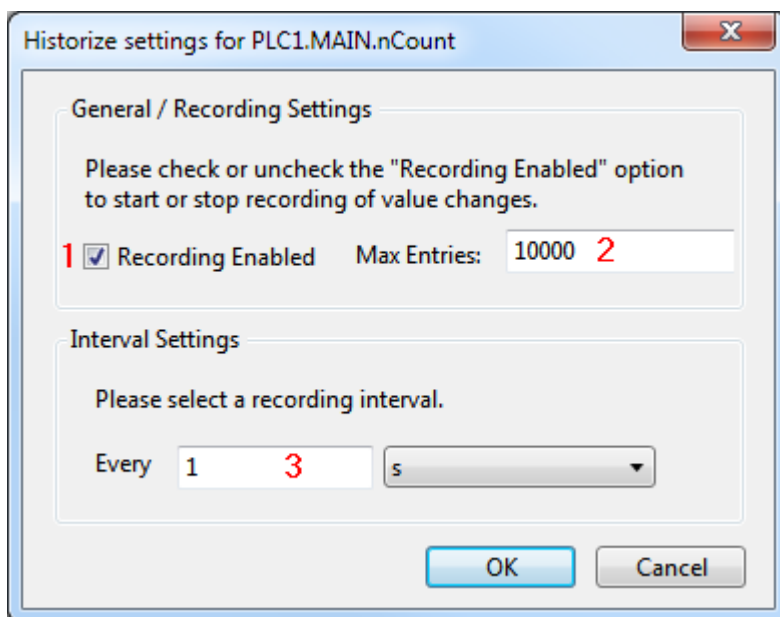 Historize settings for PLC1.MAIN.nCount
General / Recording Settings
Please check or uncheck the "Recording Enabled" option
to start or stop recording of value changes.
1 Recording Enabled Max Entries: 10000 2
Interval Settings
Please select a recording interval.
Every 1 3 s
OK Cancel